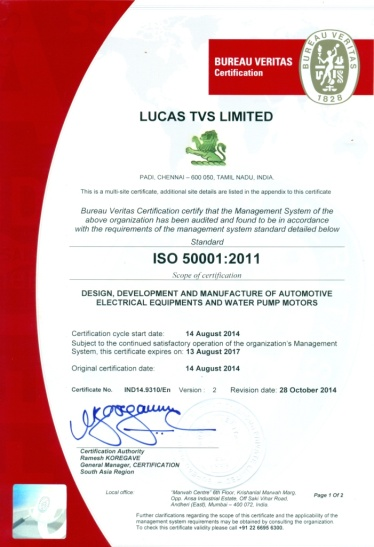 BUREAU VERITAS
Certification
BUREAU VERITAS
1828
LUCAS TVS LIMITED
PADI, CHENNAI – 600 050, TAMIL NADU, INDIA.
This is a multi-site certificate, additional site details are listed in the appendix to this certificate
Bureau Veritas Certification certify that the Management System of the
above organization has been audited and found to be in accordance
with the requirements of the management system standard detailed below
Standard
ISO 50001:2011
Scope of certification
DESIGN, DEVELOPMENT AND MANUFACTURE OF AUTOMOTIVE
ELECTRICAL EQUIPMENTS AND WATER PUMP MOTORS
Certification cycle start date: 14 August 2014
Subject to the continued satisfactory operation of the organization's Management
System, this certificate expires on: 13 August 2017
Original certification date: 14 August 2014
Certificate No. IND14.9310/En Version : 2 Revision date: 28 October 2014
Certification Authority
Ramesh KOREGAVE
General Manager, CERTIFICATION
South Asia Region
Local office "Marwah Centre" 6th Floor, Krishanlal Marwah Marg,
Opp. Ansa Industrial Estate, Off Saki Vihar Road,
Andheri (East), Mumbai – 400 072, India.
Page 1 Of 2
Further clarifications regarding the scope of this certificate and the applicability of the
management system requirements may be obtained by consulting the organization.
To check this certificate validity please call +91 22 6695 6300.